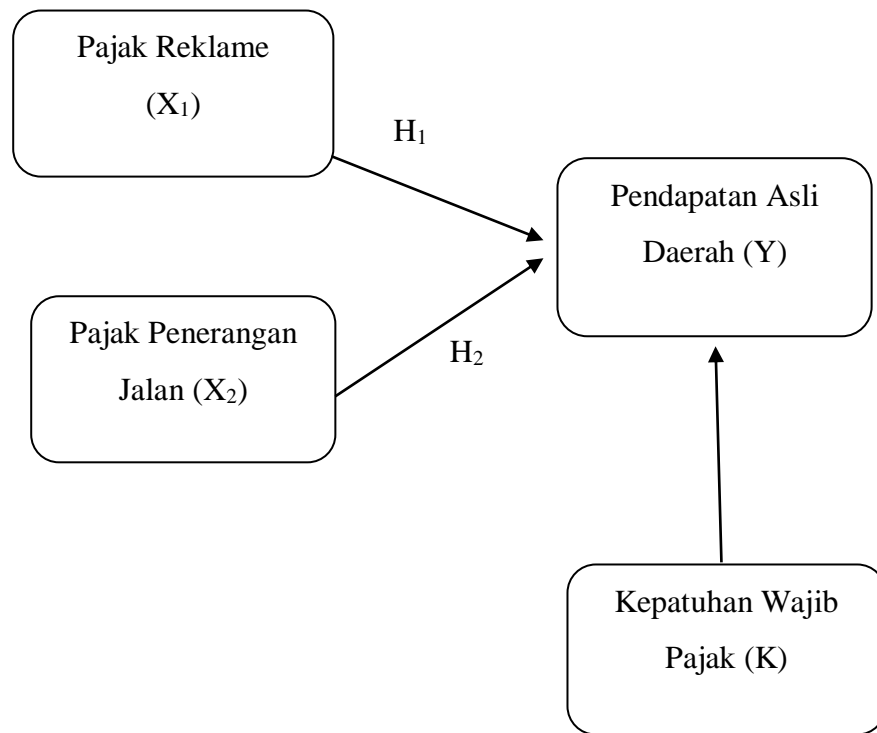 Pajak Reklame
(X₁)
H₁
Pendapatan Asli
Daerah (Y)
Pajak Penerangan
Jalan (X₂)
H₂
Kepatuhan Wajib
Pajak (K)